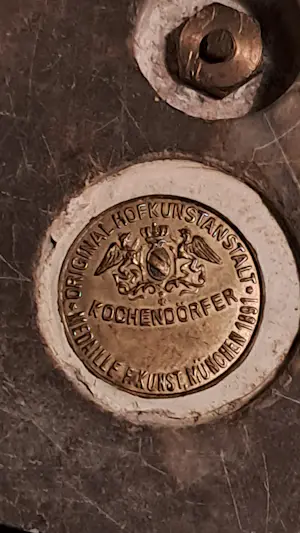 • ORIGINAL-HOFKUNSTANSTALT •
KOCHENDÖRFER
MEDAILLE F. KUNST, MÜNCHEN 1891